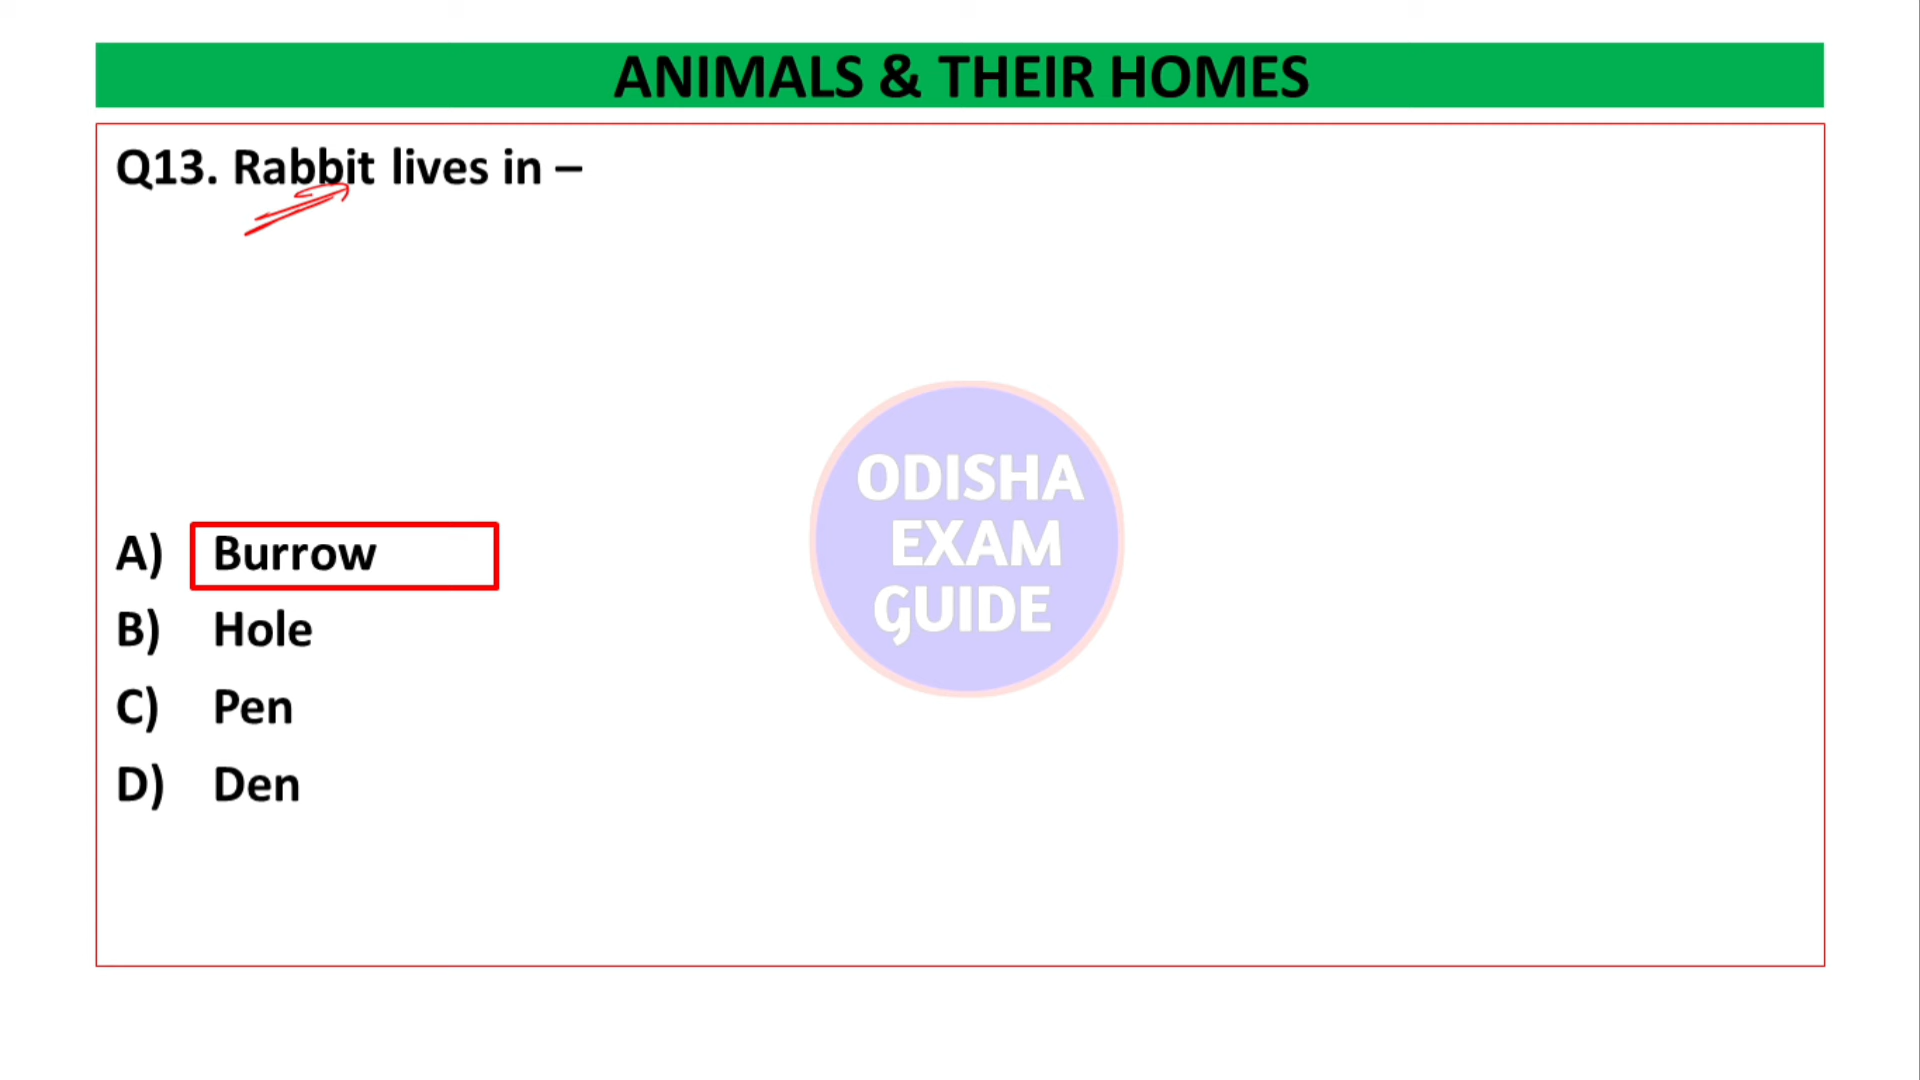 ANIMALS & THEIR HOMES
Q13. Rabbit lives in –
ODISHA
EXAM
GUIDE
A) Burrow
B) Hole
C) Pen
D) Den